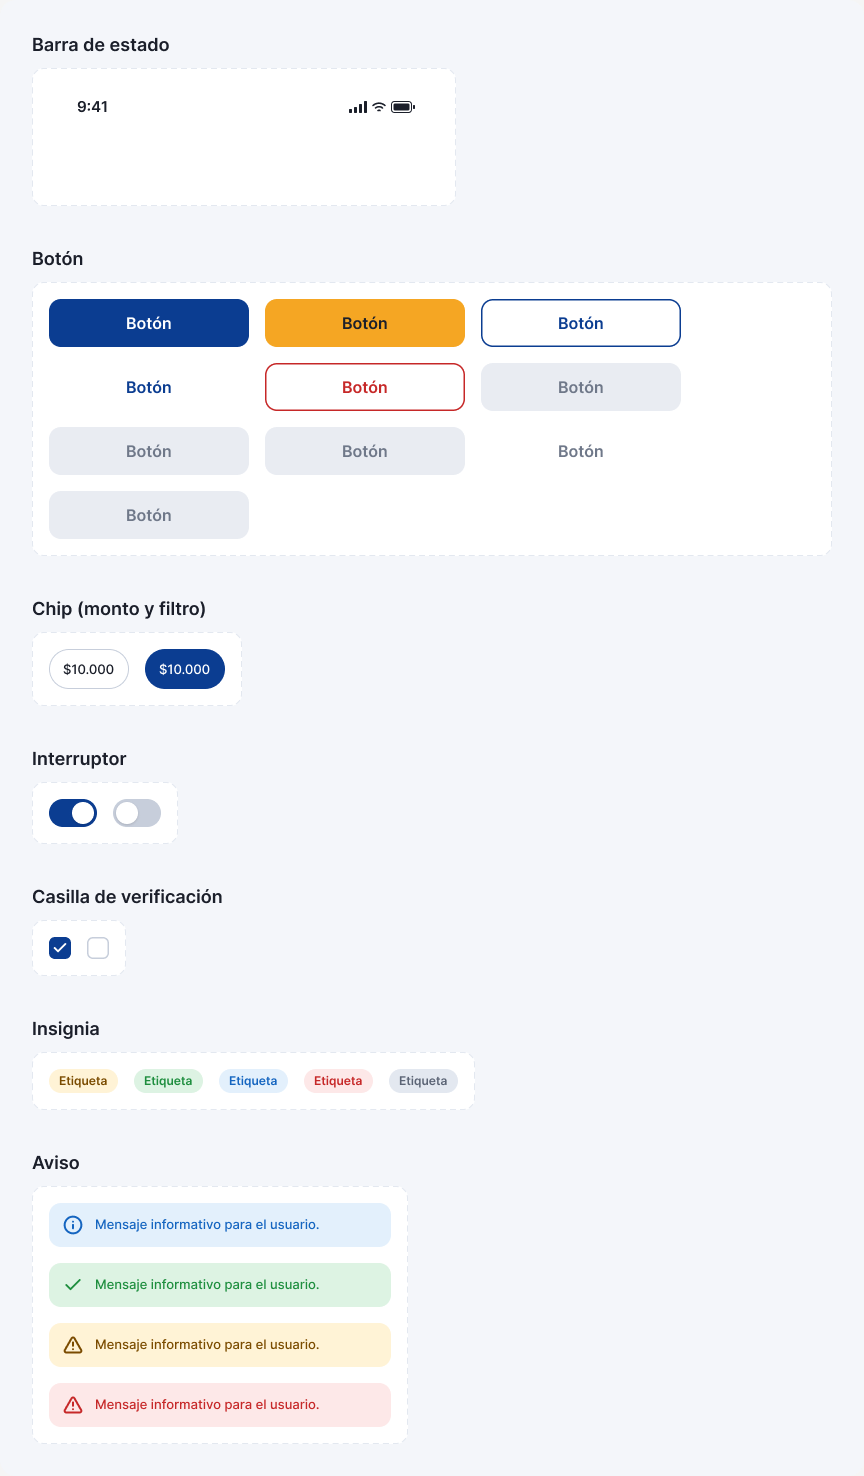 Barra de estado
9:41
Botón
Botón
Botón
Botón
Botón
Botón
Botón
Botón
Botón
Botón
Botón
Chip (monto y filtro)
$10.000
$10.000
Interruptor
Casilla de verificación
Insignia
Etiqueta
Etiqueta
Etiqueta
Etiqueta
Etiqueta
Aviso
Mensaje informativo para el usuario.
Mensaje informativo para el usuario.
Mensaje informativo para el usuario.
Mensaje informativo para el usuario.